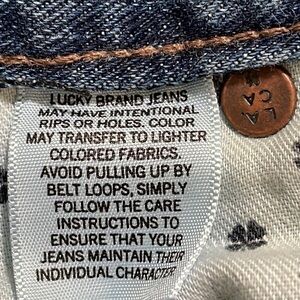 LUCKY BRAND JEANS
MAY HAVE INTENTIONAL
RIPS OR HOLES. COLOR
MAY TRANSFER TO LIGHTER
COLORED FABRICS.
AVOID PULLING UP BY
BELT LOOPS, SIMPLY
FOLLOW THE CARE
INSTRUCTIONS TO
ENSURE THAT YOUR
JEANS MAINTAIN THEIR
INDIVIDUAL CHARACTER
L.A.
CA